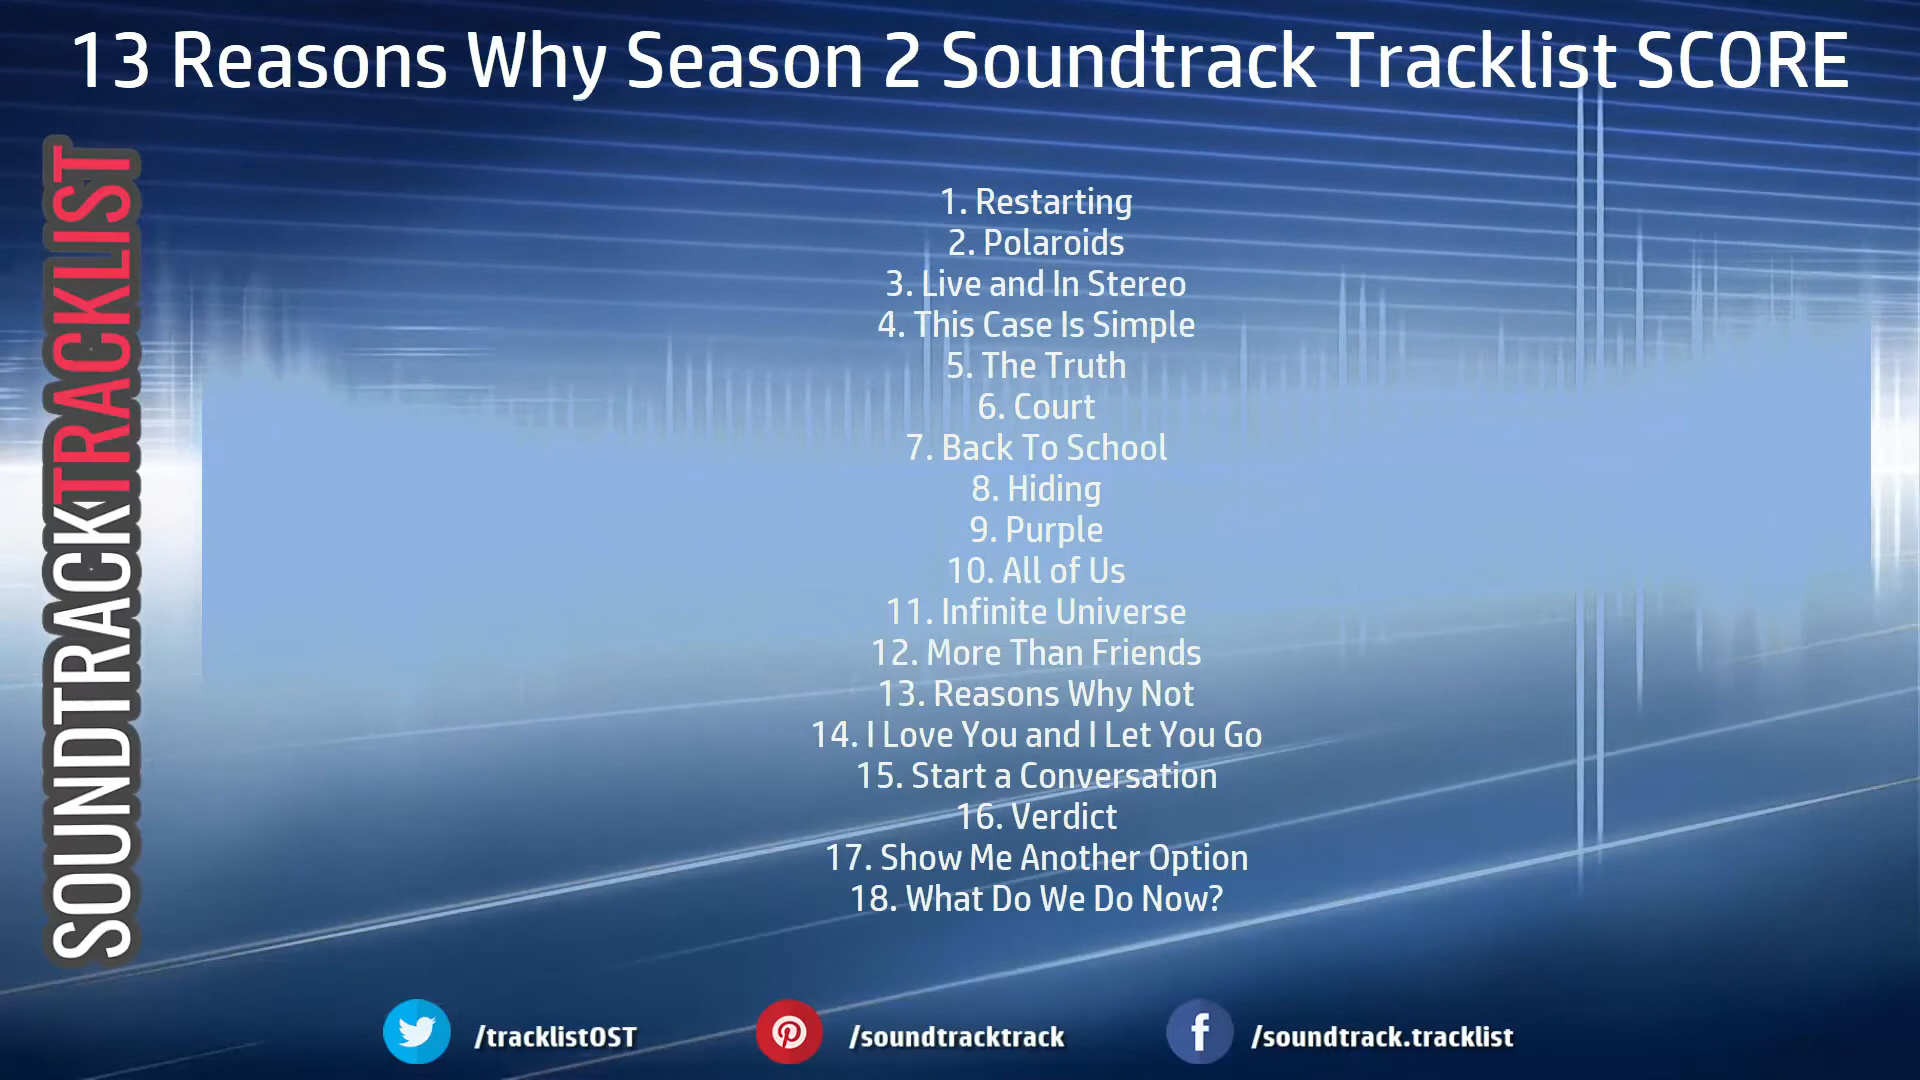 13 Reasons Why Season 2 Soundtrack Tracklist SCORE
SOUNDTRACKTRACKLIST
1. Restarting
2. Polaroids
3. Live and In Stereo
4. This Case Is Simple
5. The Truth
6. Court
7. Back To School
8. Hiding
9. Purple
10. All of Us
11. Infinite Universe
12. More Than Friends
13. Reasons Why Not
14. I Love You and I Let You Go
15. Start a Conversation
16. Verdict
17. Show Me Another Option
18. What Do We Do Now?
/tracklistOST
/soundtracktrack
/soundtrack.tracklist